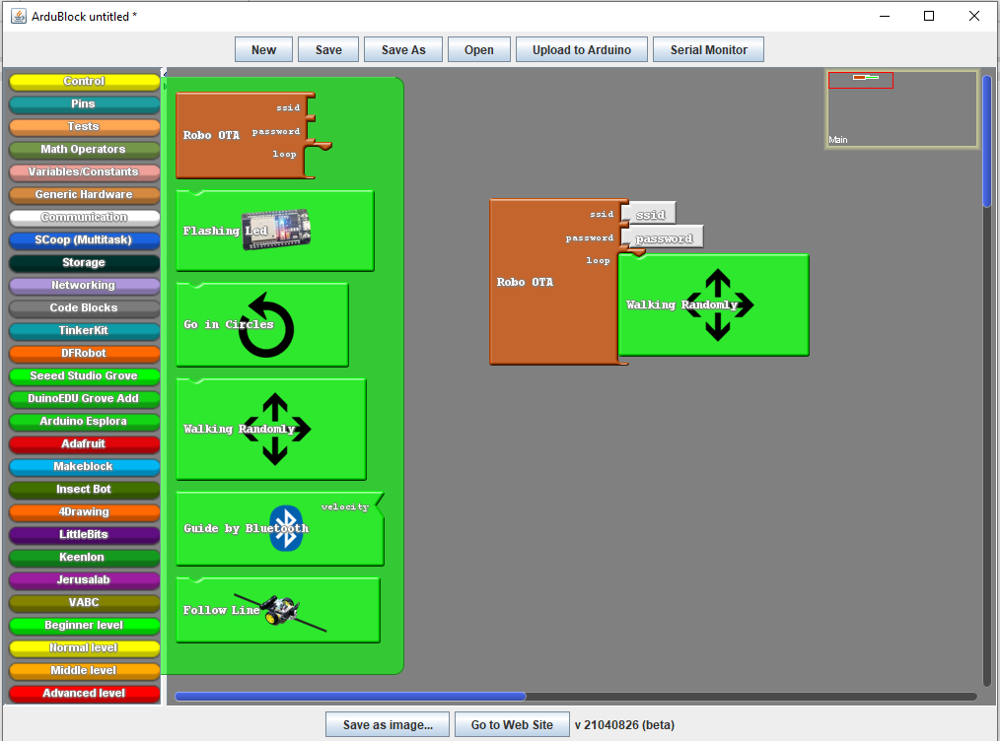 ArduBlock untitled *
New Save Save As Open Upload to Arduino Serial Monitor
Control
Pins
Tests
Math Operators
Variables/Constants
Generic Hardware
Communication
SCoop (Multitask)
Storage
Networking
Code Blocks
TinkerKit
DFRobot
Seeed Studio Grove
DuinoEDU Grove Add
Arduino Esplora
Adafruit
Makeblock
Insect Bot
4Drawing
LittleBits
Keenlon
Jerusalab
VABC
Beginner level
Normal level
Middle level
Advanced level
ssid
Robo OTA password
loop
Flashing Led
Go in Circles
Walking Randomly
velocity
Guide by Bluetooth
Follow Line
ssid ssid
password password
loop
Robo OTA
Walking Randomly
Main
Save as image... Go to Web Site v 21040826 (beta)